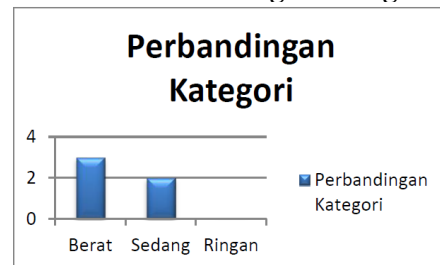 Perbandingan
Kategori
4
2
0
Berat Sedang Ringan
Perbandingan
Kategori